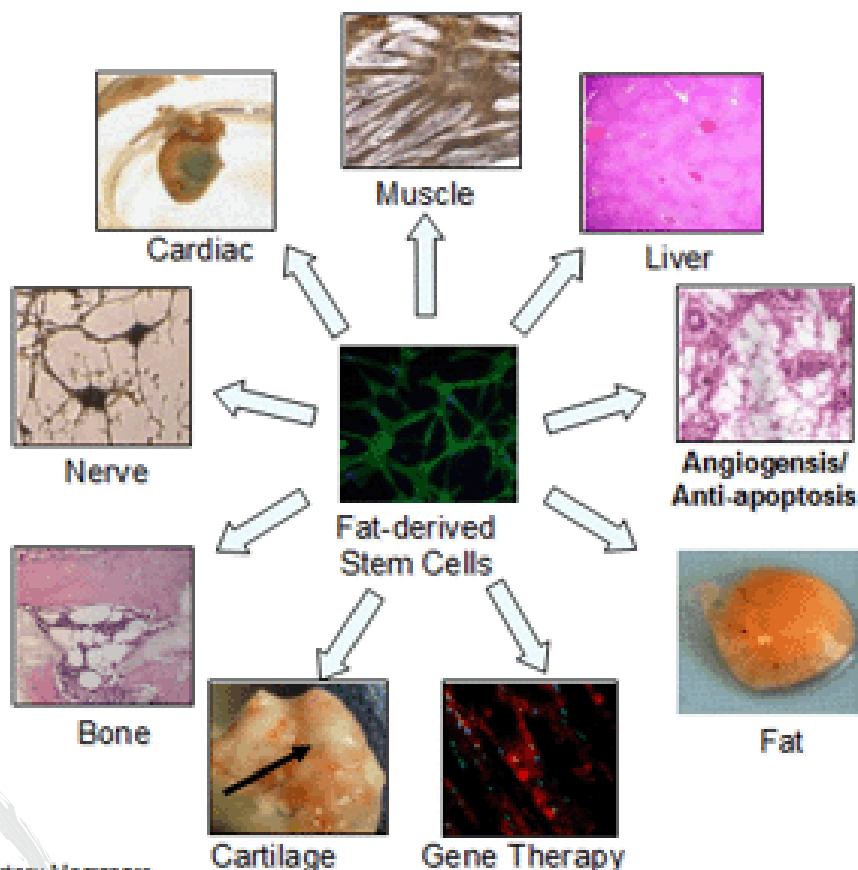 Muscle
Cardiac
Liver
Nerve
Angiogensis/
Anti-apoptosis
Fat-derived
Stem Cells
Bone
Fat
Cartilage
Gene Therapy